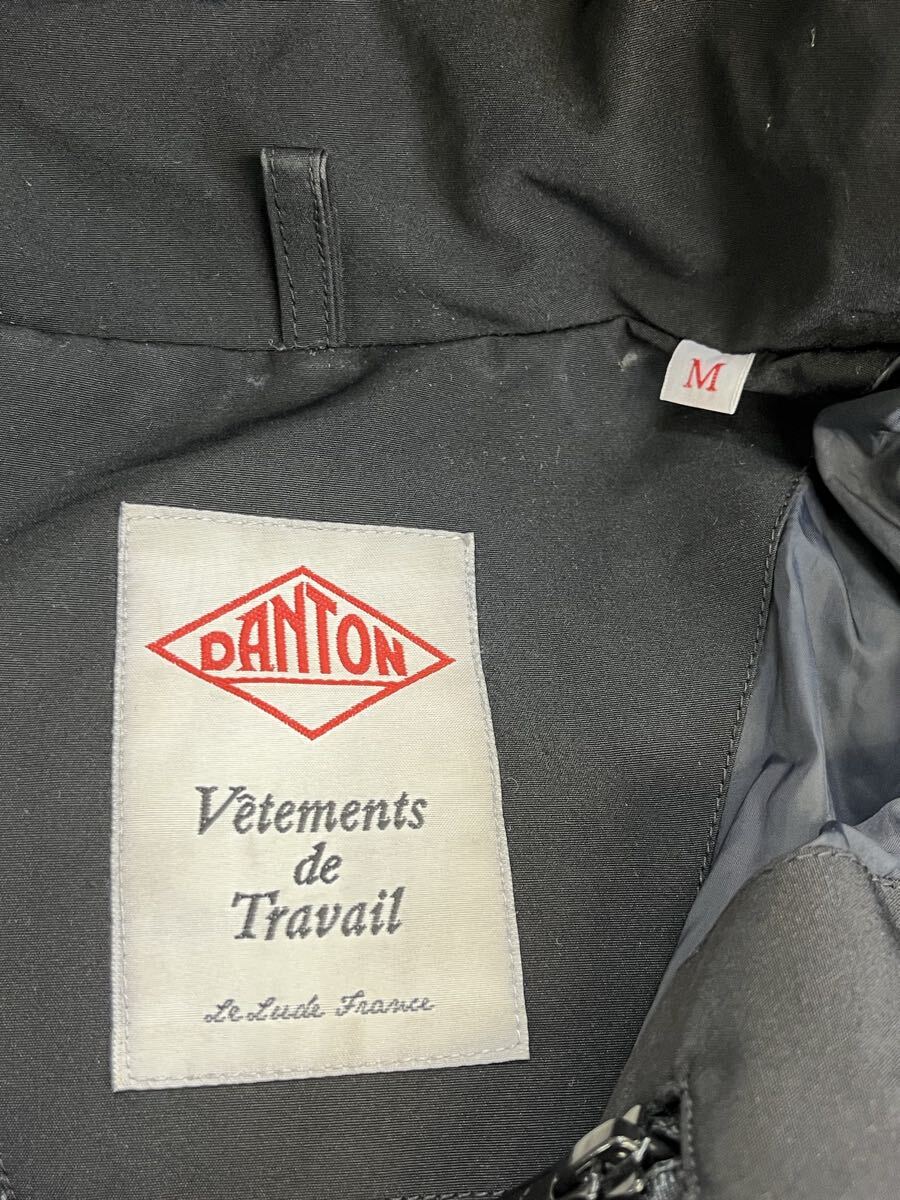 M
DANTON
Vêtements
de
Travail
Le Lude France